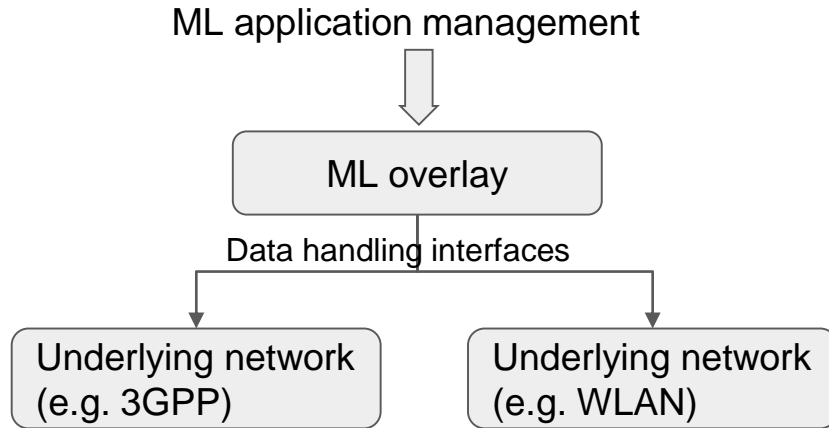 ML application management
ML overlay
Data handling interfaces
Underlying network
(e.g. 3GPP)
Underlying network
(e.g. WLAN)